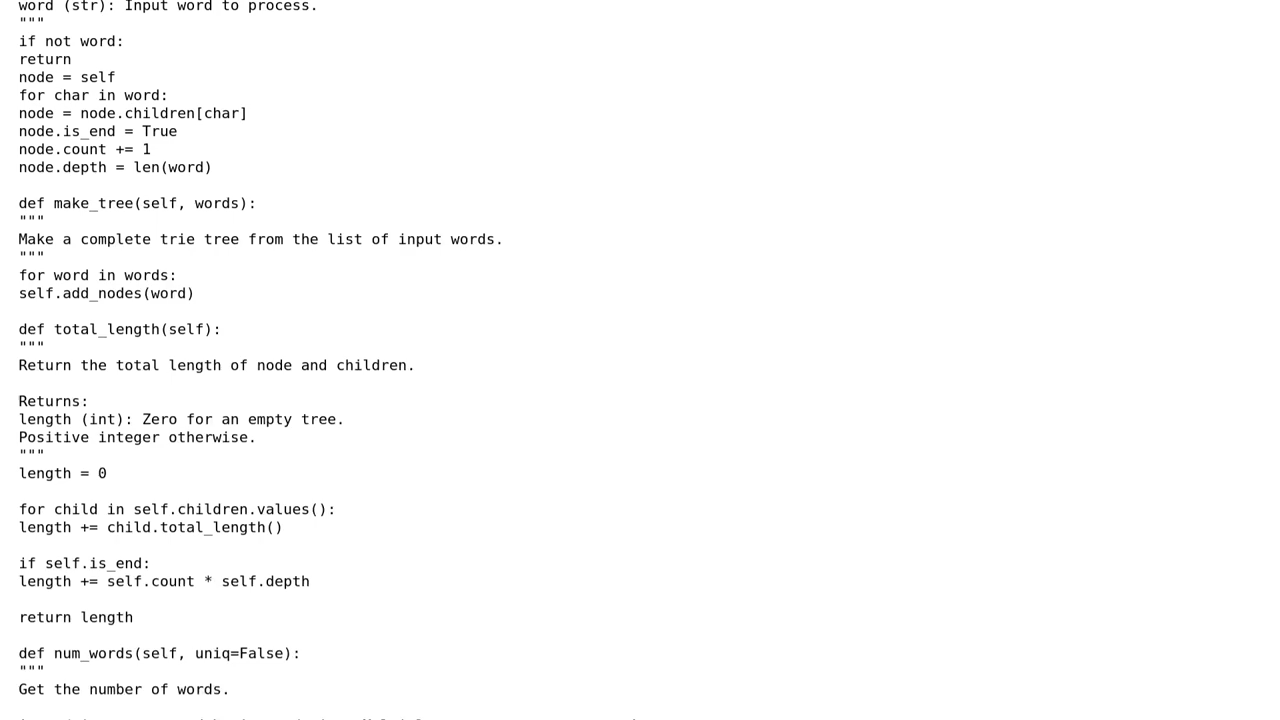 word (str): Input word to process.
"""
if not word:
return
node = self
for char in word:
node = node.children[char]
node.is_end = True
node.count += 1
node.depth = len(word)

def make_tree(self, words):
"""
Make a complete trie tree from the list of input words.
"""
for word in words:
self.add_nodes(word)

def total_length(self):
"""
Return the total length of node and children.

Returns:
length (int): Zero for an empty tree.
Positive integer otherwise.
"""
length = 0

for child in self.children.values():
length += child.total_length()

if self.is_end:
length += self.count * self.depth

return length

def num_words(self, uniq=False):
"""
Get the number of words.